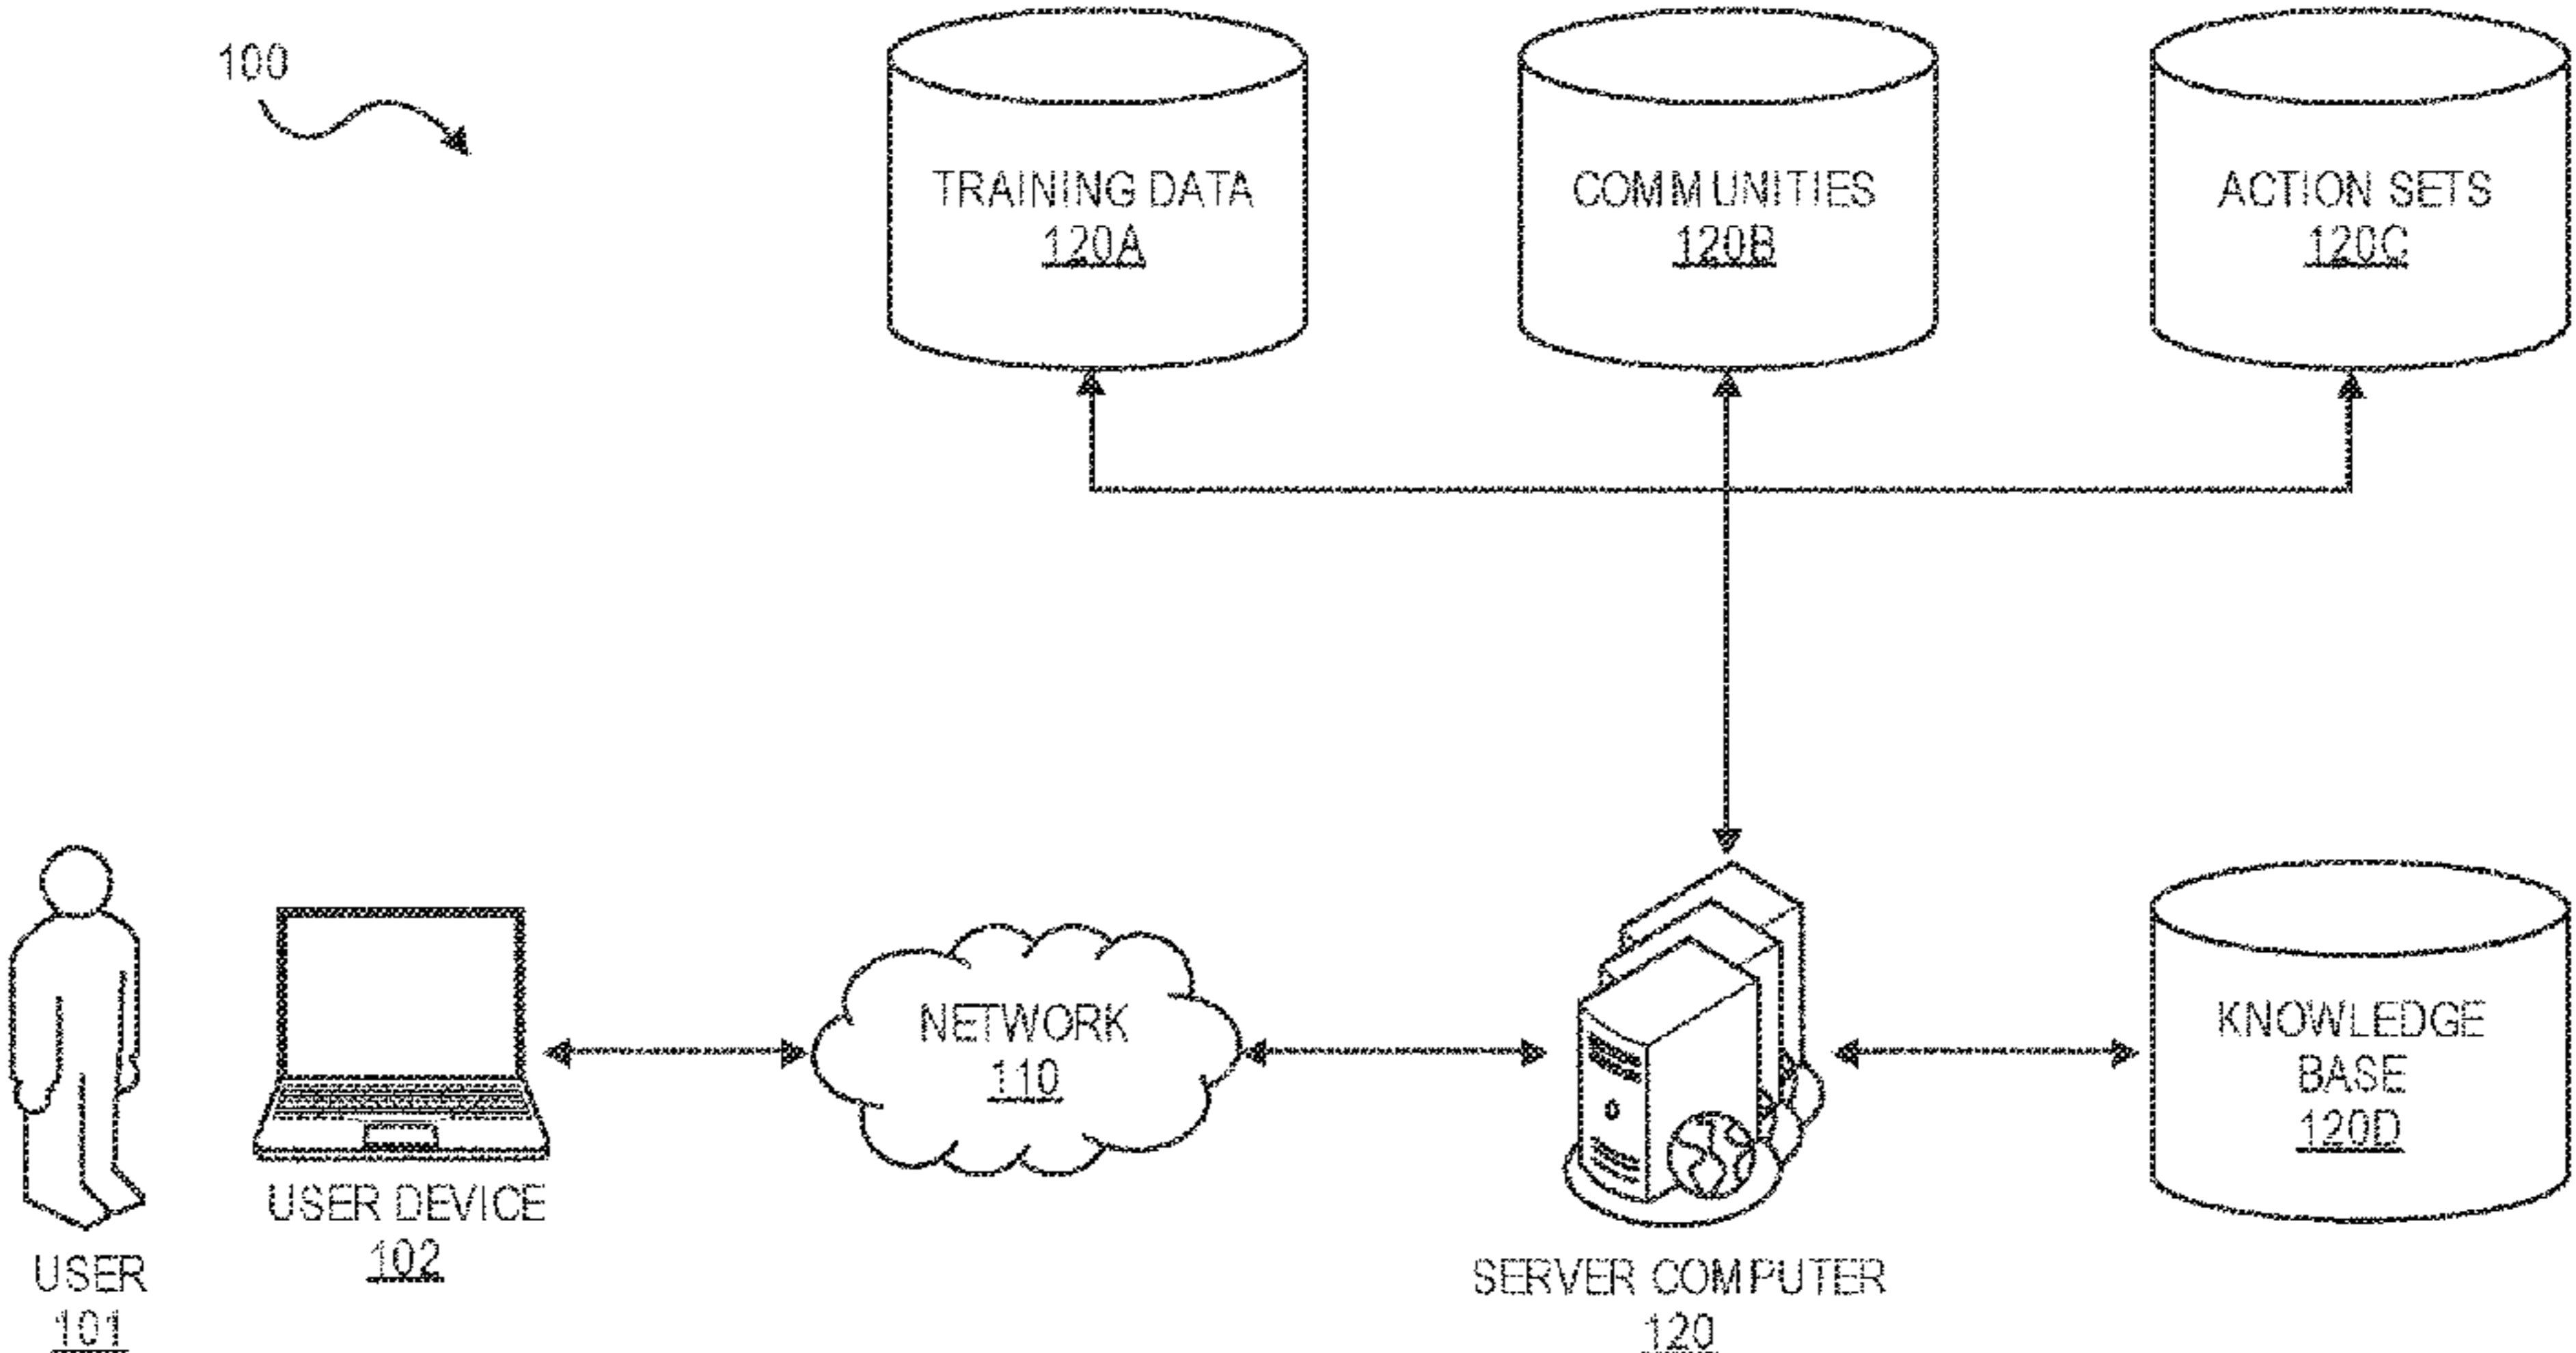 100
TRAINING DATA
120A
COMMUNITIES
120B
ACTION SETS
120C
NETWORK
110
KNOWLEDGE
BASE
120D
USER DEVICE
102
USER
101
SERVER COMPUTER
120